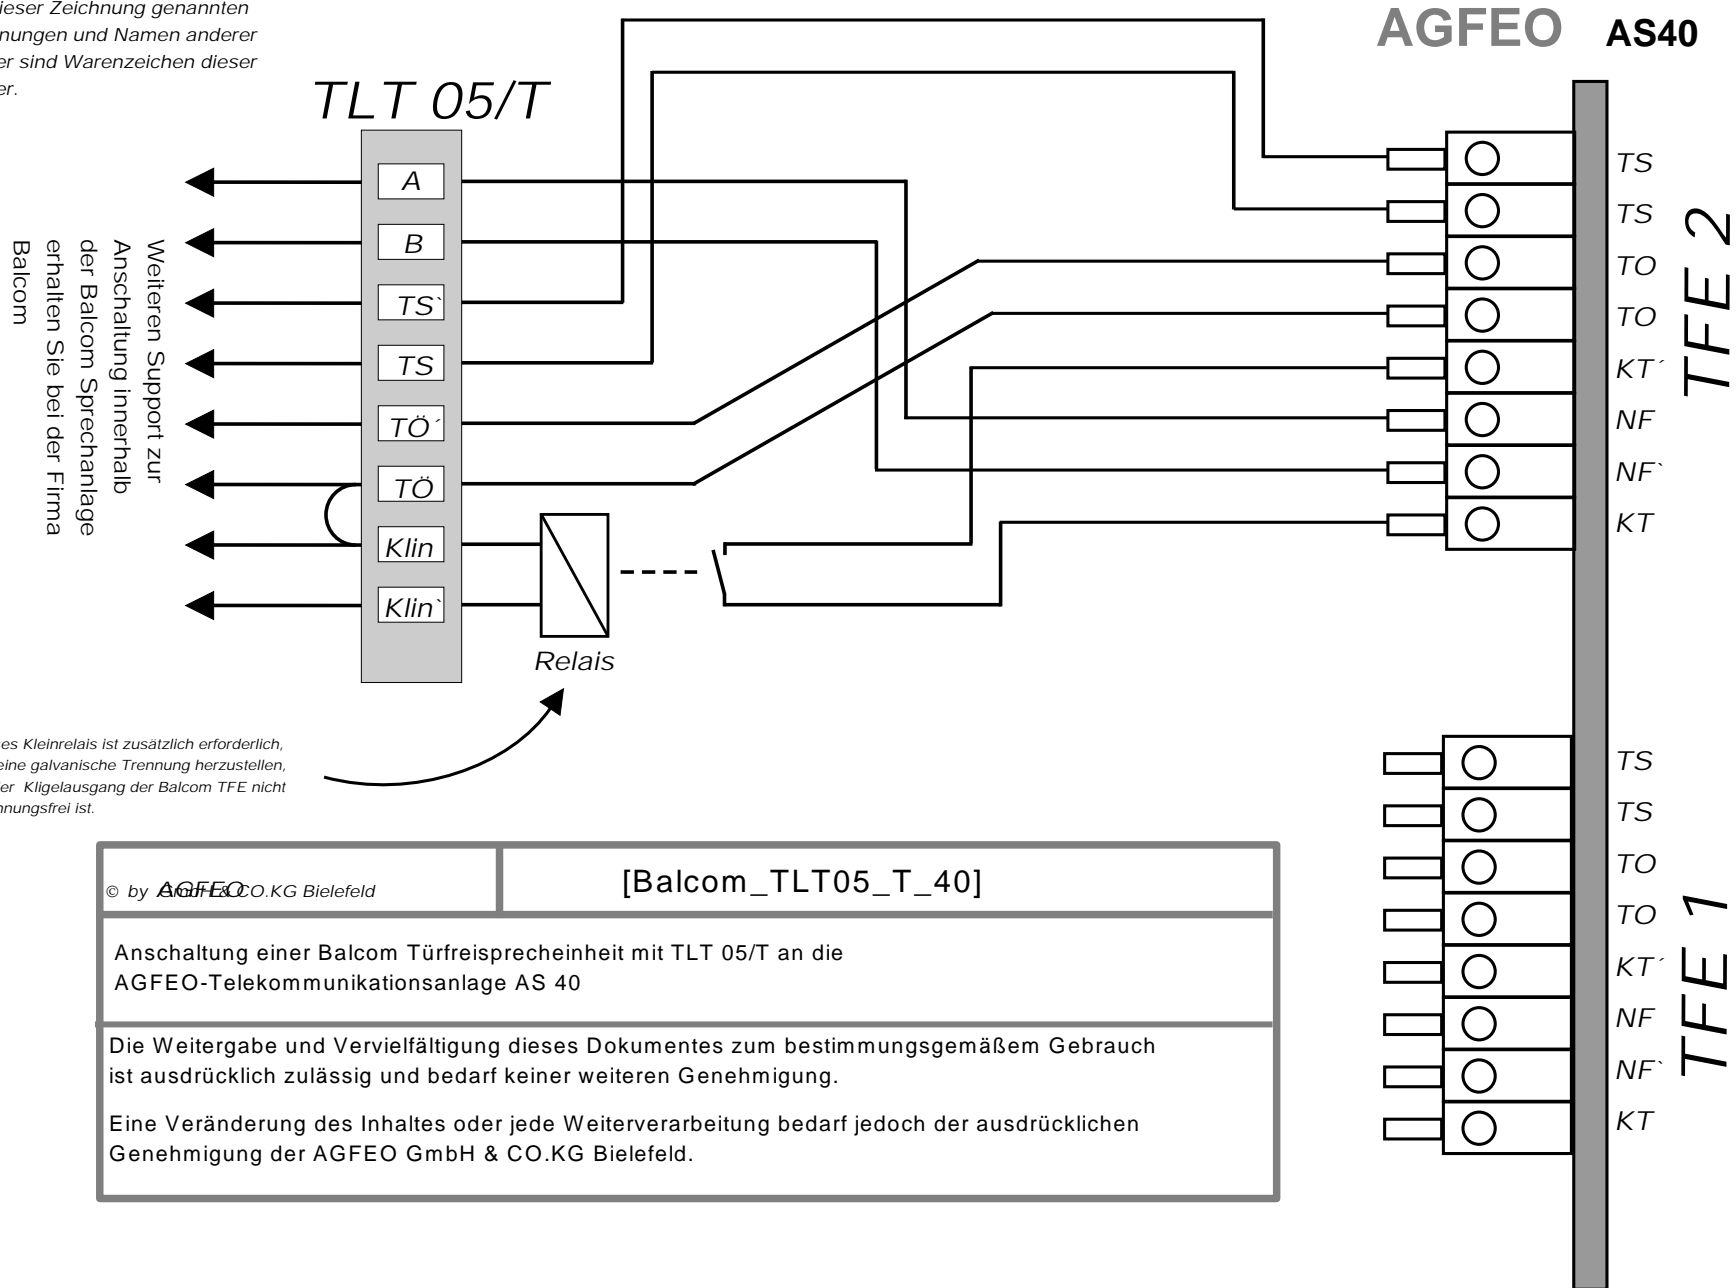 ieser Zeichnung genannten
nungen und Namen anderer
er sind Warenzeichen dieser
er.
AGFEO AS40
TLT 05/T
A
B
TS`
TS
TÖ´
TÖ
Klin
Klin`
Weiteren Support zur
Anschaltung innerhalb
der Balcom Sprechanlage
erhalten Sie bei der Firma
Balcom
Relais
TS
TS
TO
TO
KT´
NF
NF`
KT
TFE 2
es Kleinrelais ist zusätzlich erforderlich,
eine galvanische Trennung herzustellen,
er Kligelausgang der Balcom TFE nicht
nnungsfrei ist.
TS
TS
TO
TO
KT´
NF
NF`
KT
TFE 1
© by AGFEO GmbH & CO.KG Bielefeld
[Balcom_TLT05_T_40]
Anschaltung einer Balcom Türfreisprecheinheit mit TLT 05/T an die
AGFEO-Telekommunikationsanlage AS 40
Die Weitergabe und Vervielfältigung dieses Dokumentes zum bestimmungsgemäßem Gebrauch
ist ausdrücklich zulässig und bedarf keiner weiteren Genehmigung.
Eine Veränderung des Inhaltes oder jede Weiterverarbeitung bedarf jedoch der ausdrücklichen
Genehmigung der AGFEO GmbH & CO.KG Bielefeld.